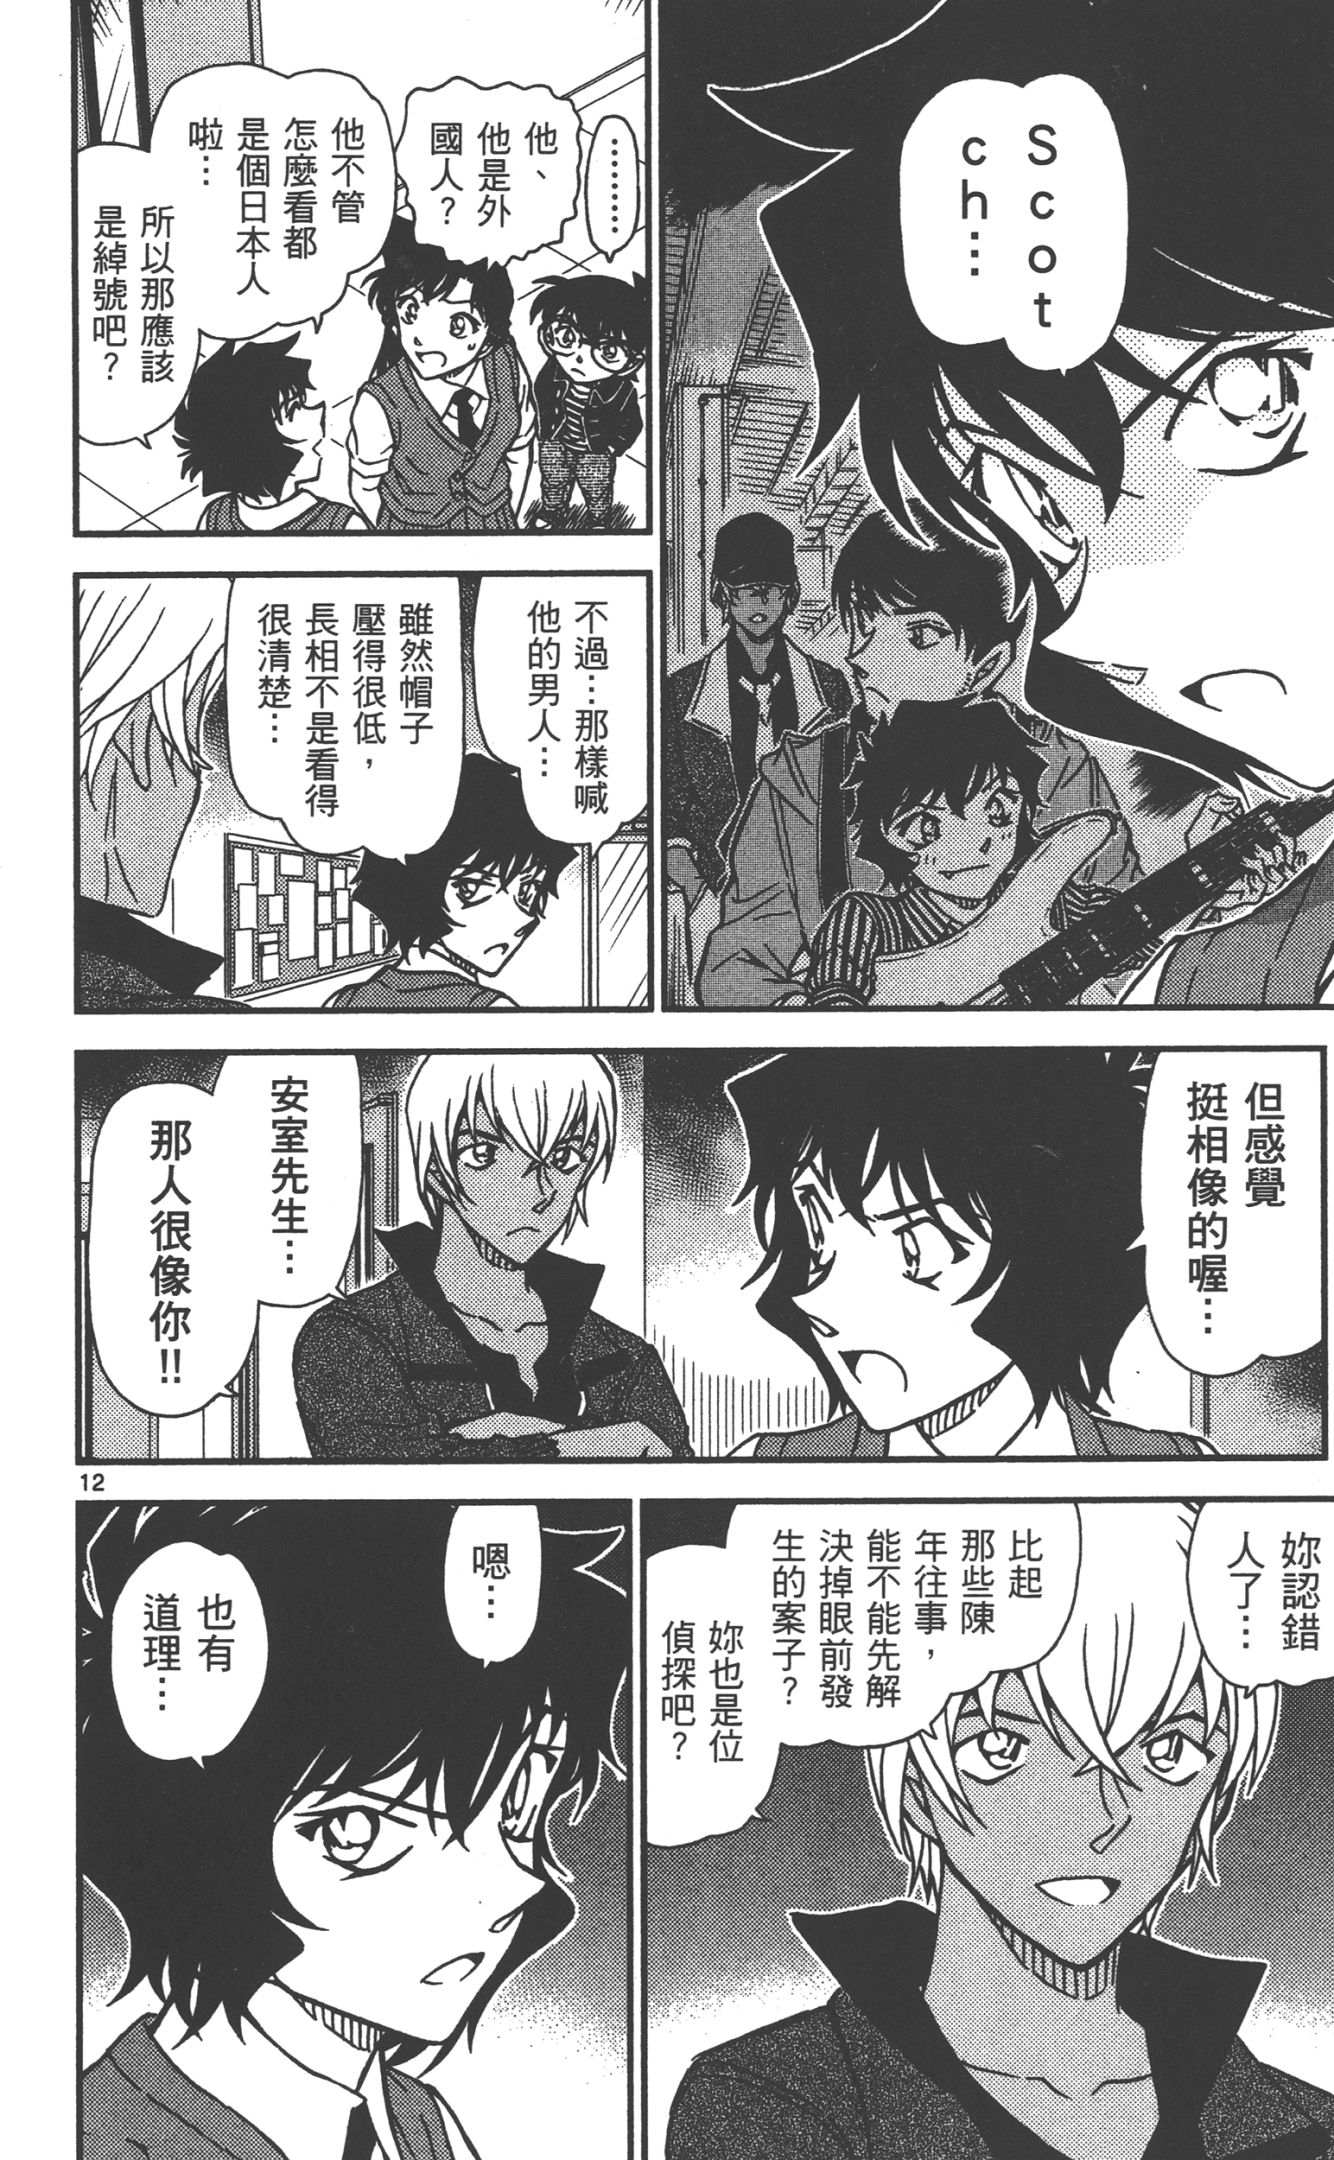 Scot
ch…
………
他、
他是外
國人？
他不管
怎麼看都
是個日本人
啦…
所以那應該
是綽號吧？
不過…那樣喊
他的男人…
雖然帽子
壓得很低，
長相不是看得
很清楚…
但感覺
挺相像的喔…
安室先生…
那人很像你!!
12
妳認錯
人了…
比起
那些陳
年往事，
能不能先解
決掉眼前發
生的案子？
妳也是位
偵探吧？
嗯…
也有
道理…